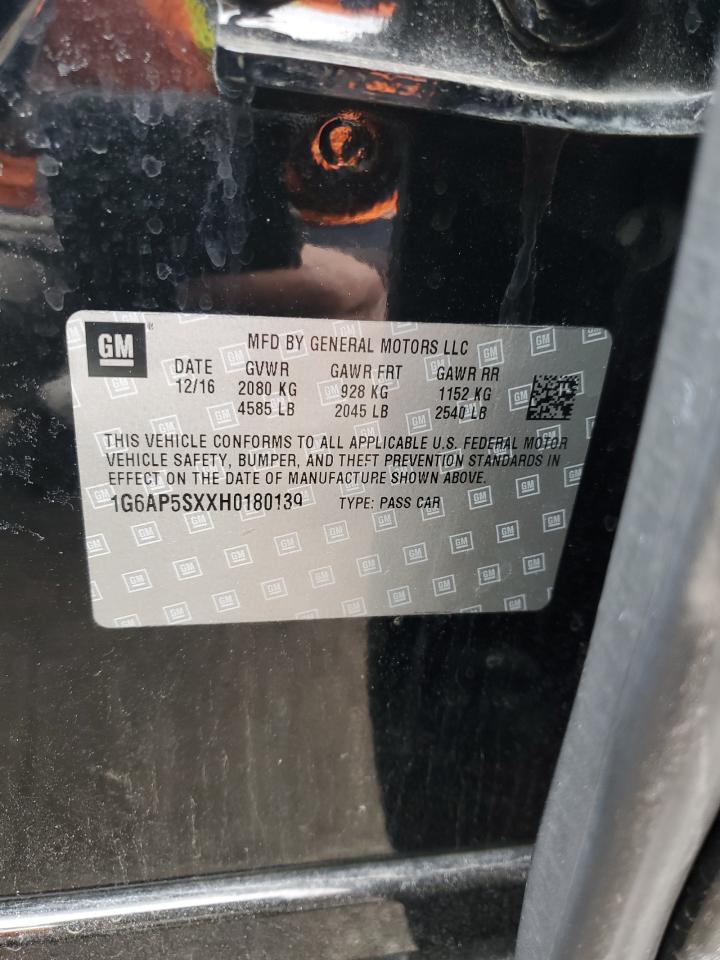 GM
MFD BY GENERAL MOTORS LLC
DATE GVWR GAWR FRT GAWR RR
12/16 2080 KG 928 KG 1152 KG
4585 LB 2045 LB 2540 LB
THIS VEHICLE CONFORMS TO ALL APPLICABLE U.S. FEDERAL MOTOR
VEHICLE SAFETY, BUMPER, AND THEFT PREVENTION STANDARDS IN
EFFECT ON THE DATE OF MANUFACTURE SHOWN ABOVE.
1G6AP5SXXH0180139 TYPE: PASS CAR